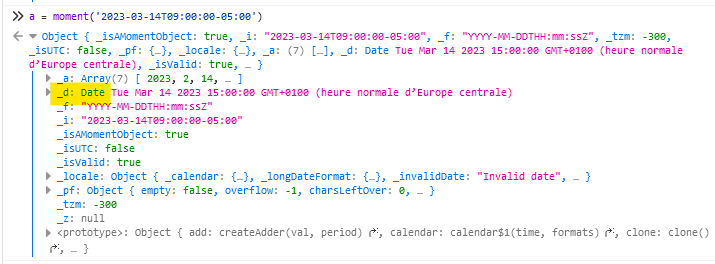 >> a = moment('2023-03-14T09:00:00-05:00')
← ▼ Object { _isAMomentObject: true, _i: "2023-03-14T09:00:00-05:00", _f: "YYYY-MM-DDTHH:mm:ssZ", _tzm: -300,
_isUTC: false, _pf: {…}, _locale: {…}, _a: (7) […], _d: Date Tue Mar 14 2023 15:00:00 GMT+0100 (heure normale
d’Europe centrale), _isValid: true, … }
▶ _a: Array(7) [ 2023, 2, 14, … ]
▶ _d: Date Tue Mar 14 2023 15:00:00 GMT+0100 (heure normale d’Europe centrale)
_f: "YYYY-MM-DDTHH:mm:ssZ"
_i: "2023-03-14T09:00:00-05:00"
_isAMomentObject: true
_isUTC: false
_isValid: true
▶ _locale: Object { _calendar: {…}, _longDateFormat: {…}, _invalidDate: "Invalid date", … }
▶ _pf: Object { empty: false, overflow: -1, charsLeftOver: 0, … }
_tzm: -300
_z: null
▶ <prototype>: Object { add: createAdder(val, period), calendar: calendar$1(time, formats), clone: clone()
, … }